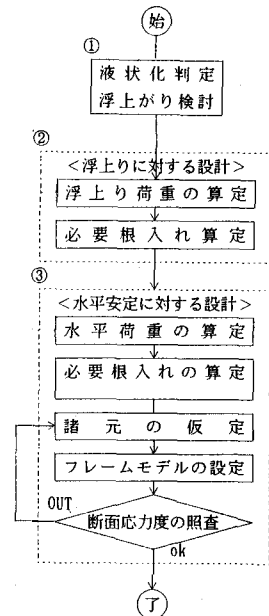 始
①
液状化判定
浮上がり検討
②
<浮上りに対する設計>
浮上り荷重の算定
必要根入れ算定
③
<水平安定に対する設計>
水平荷重の算定
必要根入れの算定
諸元の仮定
フレームモデルの設定
OUT
断面応力度の照査
ok
了